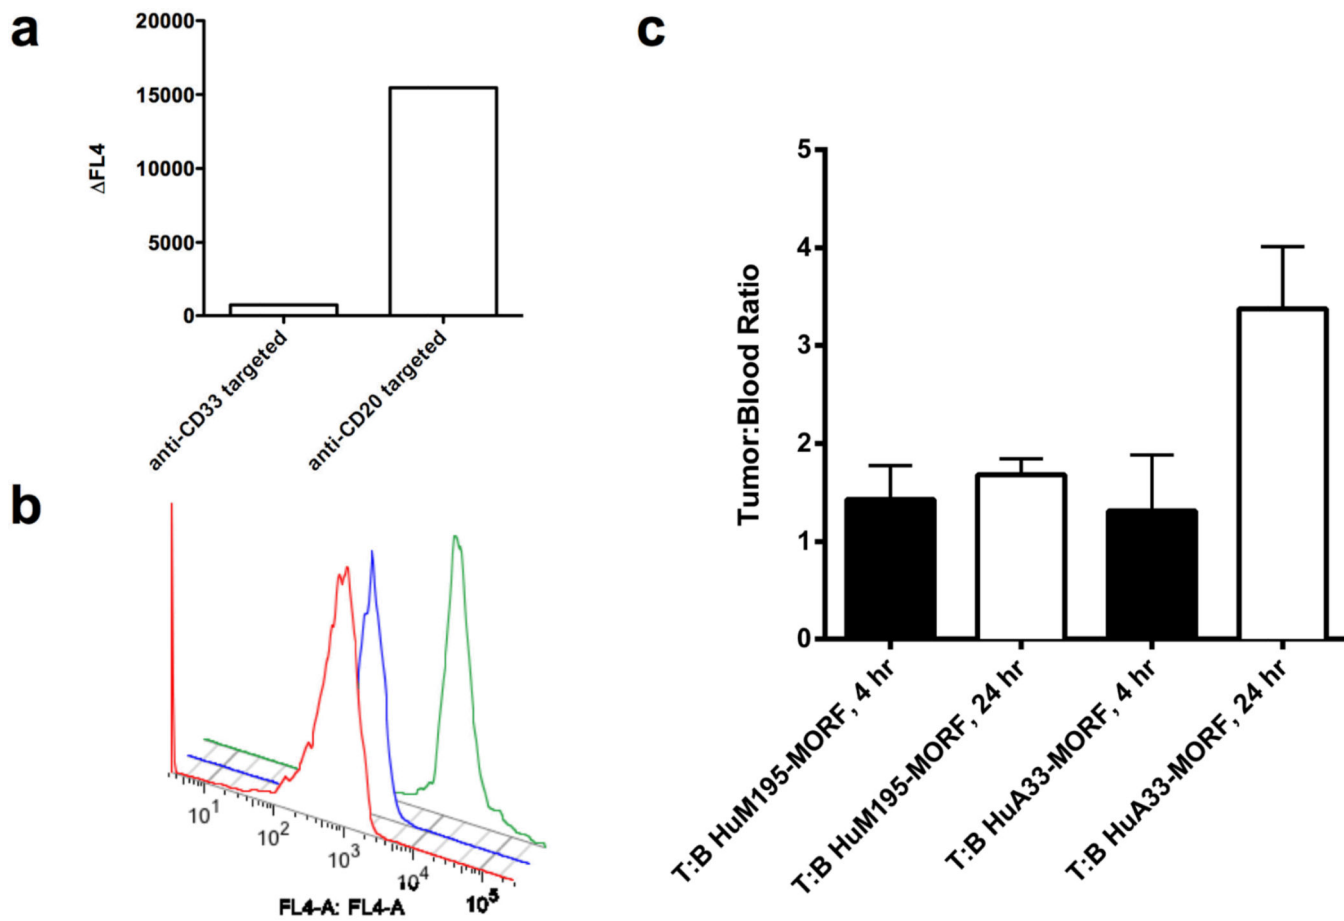 a
20000
15000
10000
5000
0
ΔFL4
anti-CD33 targeted
anti-CD20 targeted
b
10¹
10²
10³
10⁴
10⁵
FL4-A: FL4-A
c
5
4
3
2
1
0
Tumor:Blood Ratio
T:B HuM195-MORF, 4 hr
T:B HuM195-MORF, 24 hr
T:B HuA33-MORF, 4 hr
T:B HuA33-MORF, 24 hr